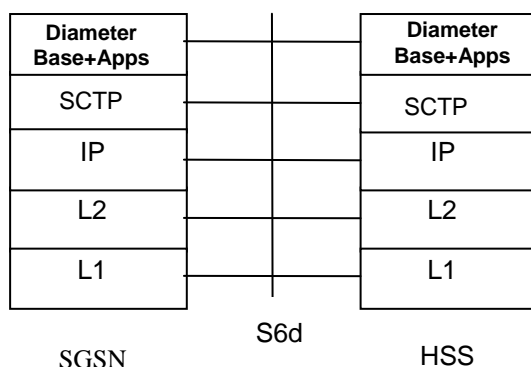 Diameter
Base+Apps
SCTP
IP
L2
L1
SGSN
S6d
Diameter
Base+Apps
SCTP
IP
L2
L1
HSS